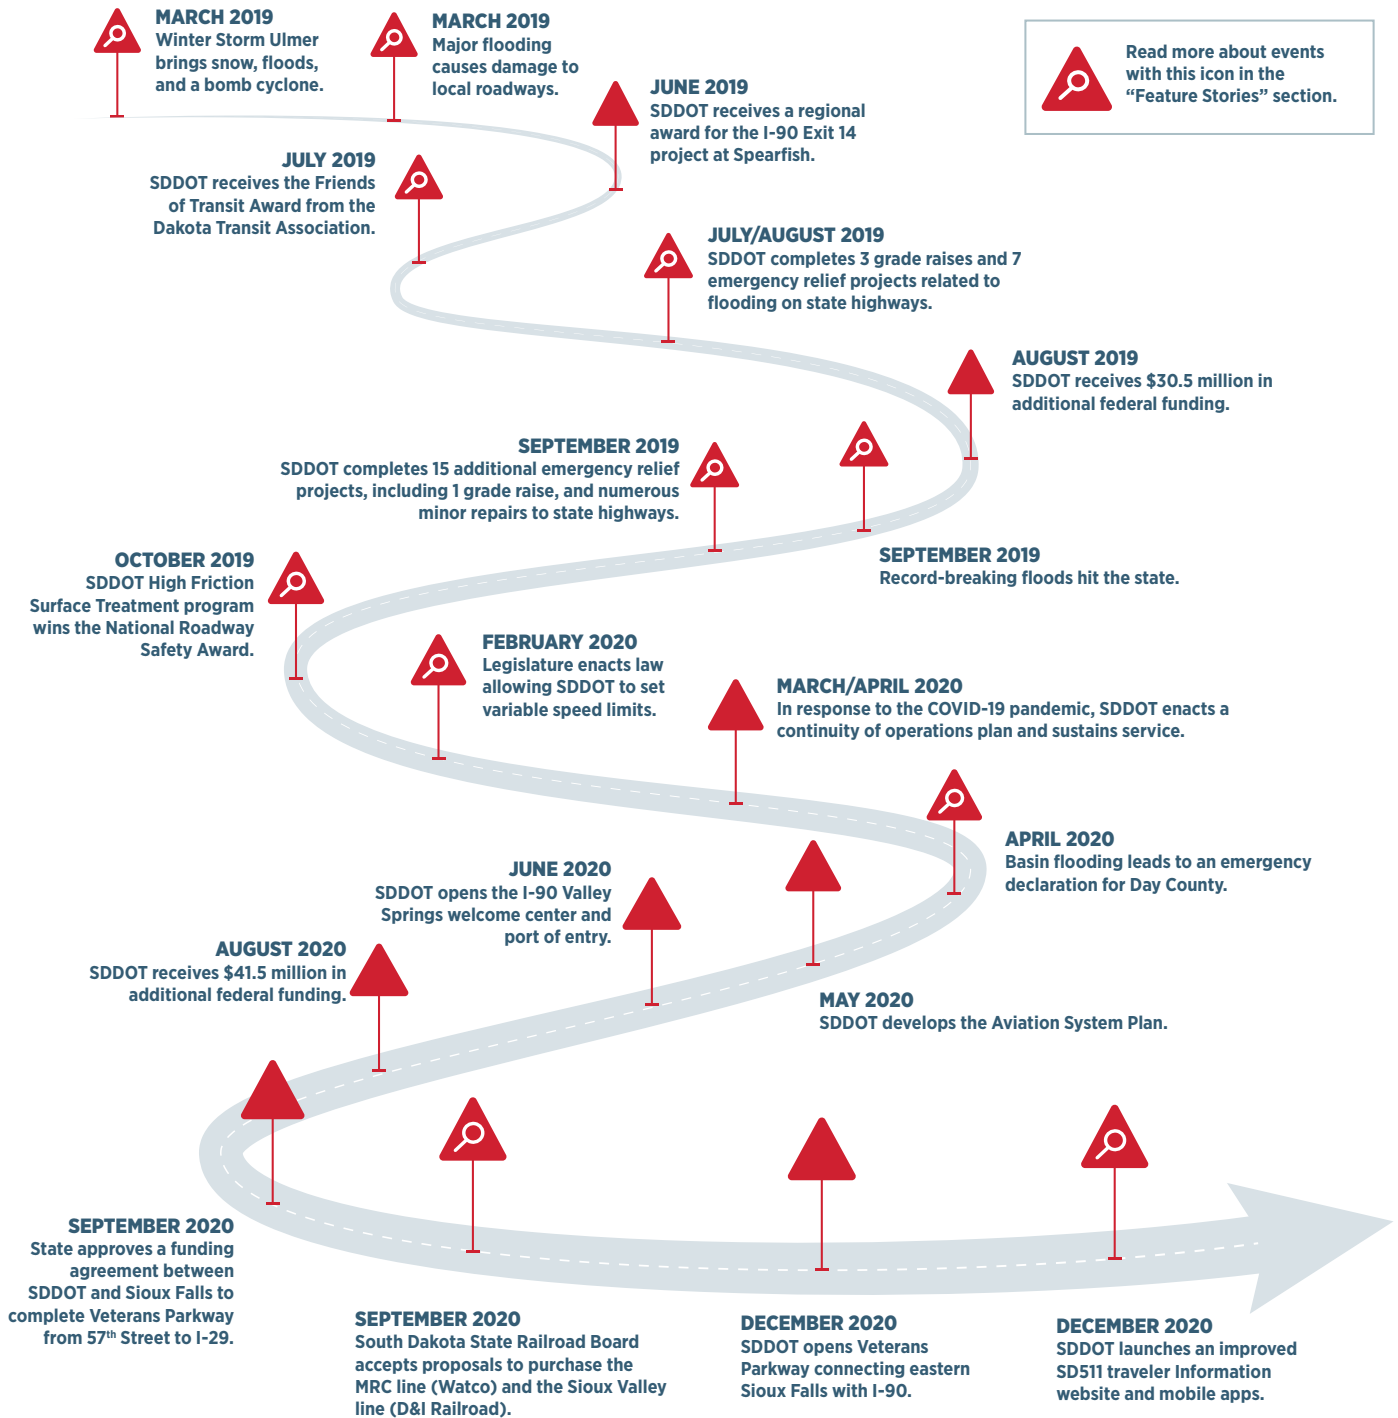 MARCH 2019
Winter Storm Ulmer
brings snow, floods,
and a bomb cyclone.
MARCH 2019
Major flooding
causes damage to
local roadways.
Read more about events
with this icon in the
“Feature Stories” section.
JUNE 2019
SDDOT receives a regional
award for the I-90 Exit 14
project at Spearfish.
JULY 2019
SDDOT receives the Friends
of Transit Award from the
Dakota Transit Association.
JULY/AUGUST 2019
SDDOT completes 3 grade raises and 7
emergency relief projects related to
flooding on state highways.
AUGUST 2019
SDDOT receives $30.5 million in
additional federal funding.
SEPTEMBER 2019
SDDOT completes 15 additional emergency relief
projects, including 1 grade raise, and numerous
minor repairs to state highways.
SEPTEMBER 2019
Record-breaking floods hit the state.
OCTOBER 2019
SDDOT High Friction
Surface Treatment program
wins the National Roadway
Safety Award.
FEBRUARY 2020
Legislature enacts law
allowing SDDOT to set
variable speed limits.
MARCH/APRIL 2020
In response to the COVID-19 pandemic, SDDOT enacts a
continuity of operations plan and sustains service.
APRIL 2020
Basin flooding leads to an emergency
declaration for Day County.
JUNE 2020
SDDOT opens the I-90 Valley
Springs welcome center and
port of entry.
AUGUST 2020
SDDOT receives $41.5 million in
additional federal funding.
MAY 2020
SDDOT develops the Aviation System Plan.
SEPTEMBER 2020
State approves a funding
agreement between
SDDOT and Sioux Falls to
complete Veterans Parkway
from 57th Street to I-29.
SEPTEMBER 2020
South Dakota State Railroad Board
accepts proposals to purchase the
MRC line (Watco) and the Sioux Valley
line (D&I Railroad).
DECEMBER 2020
SDDOT opens Veterans
Parkway connecting eastern
Sioux Falls with I-90.
DECEMBER 2020
SDDOT launches an improved
SD511 traveler Information
website and mobile apps.